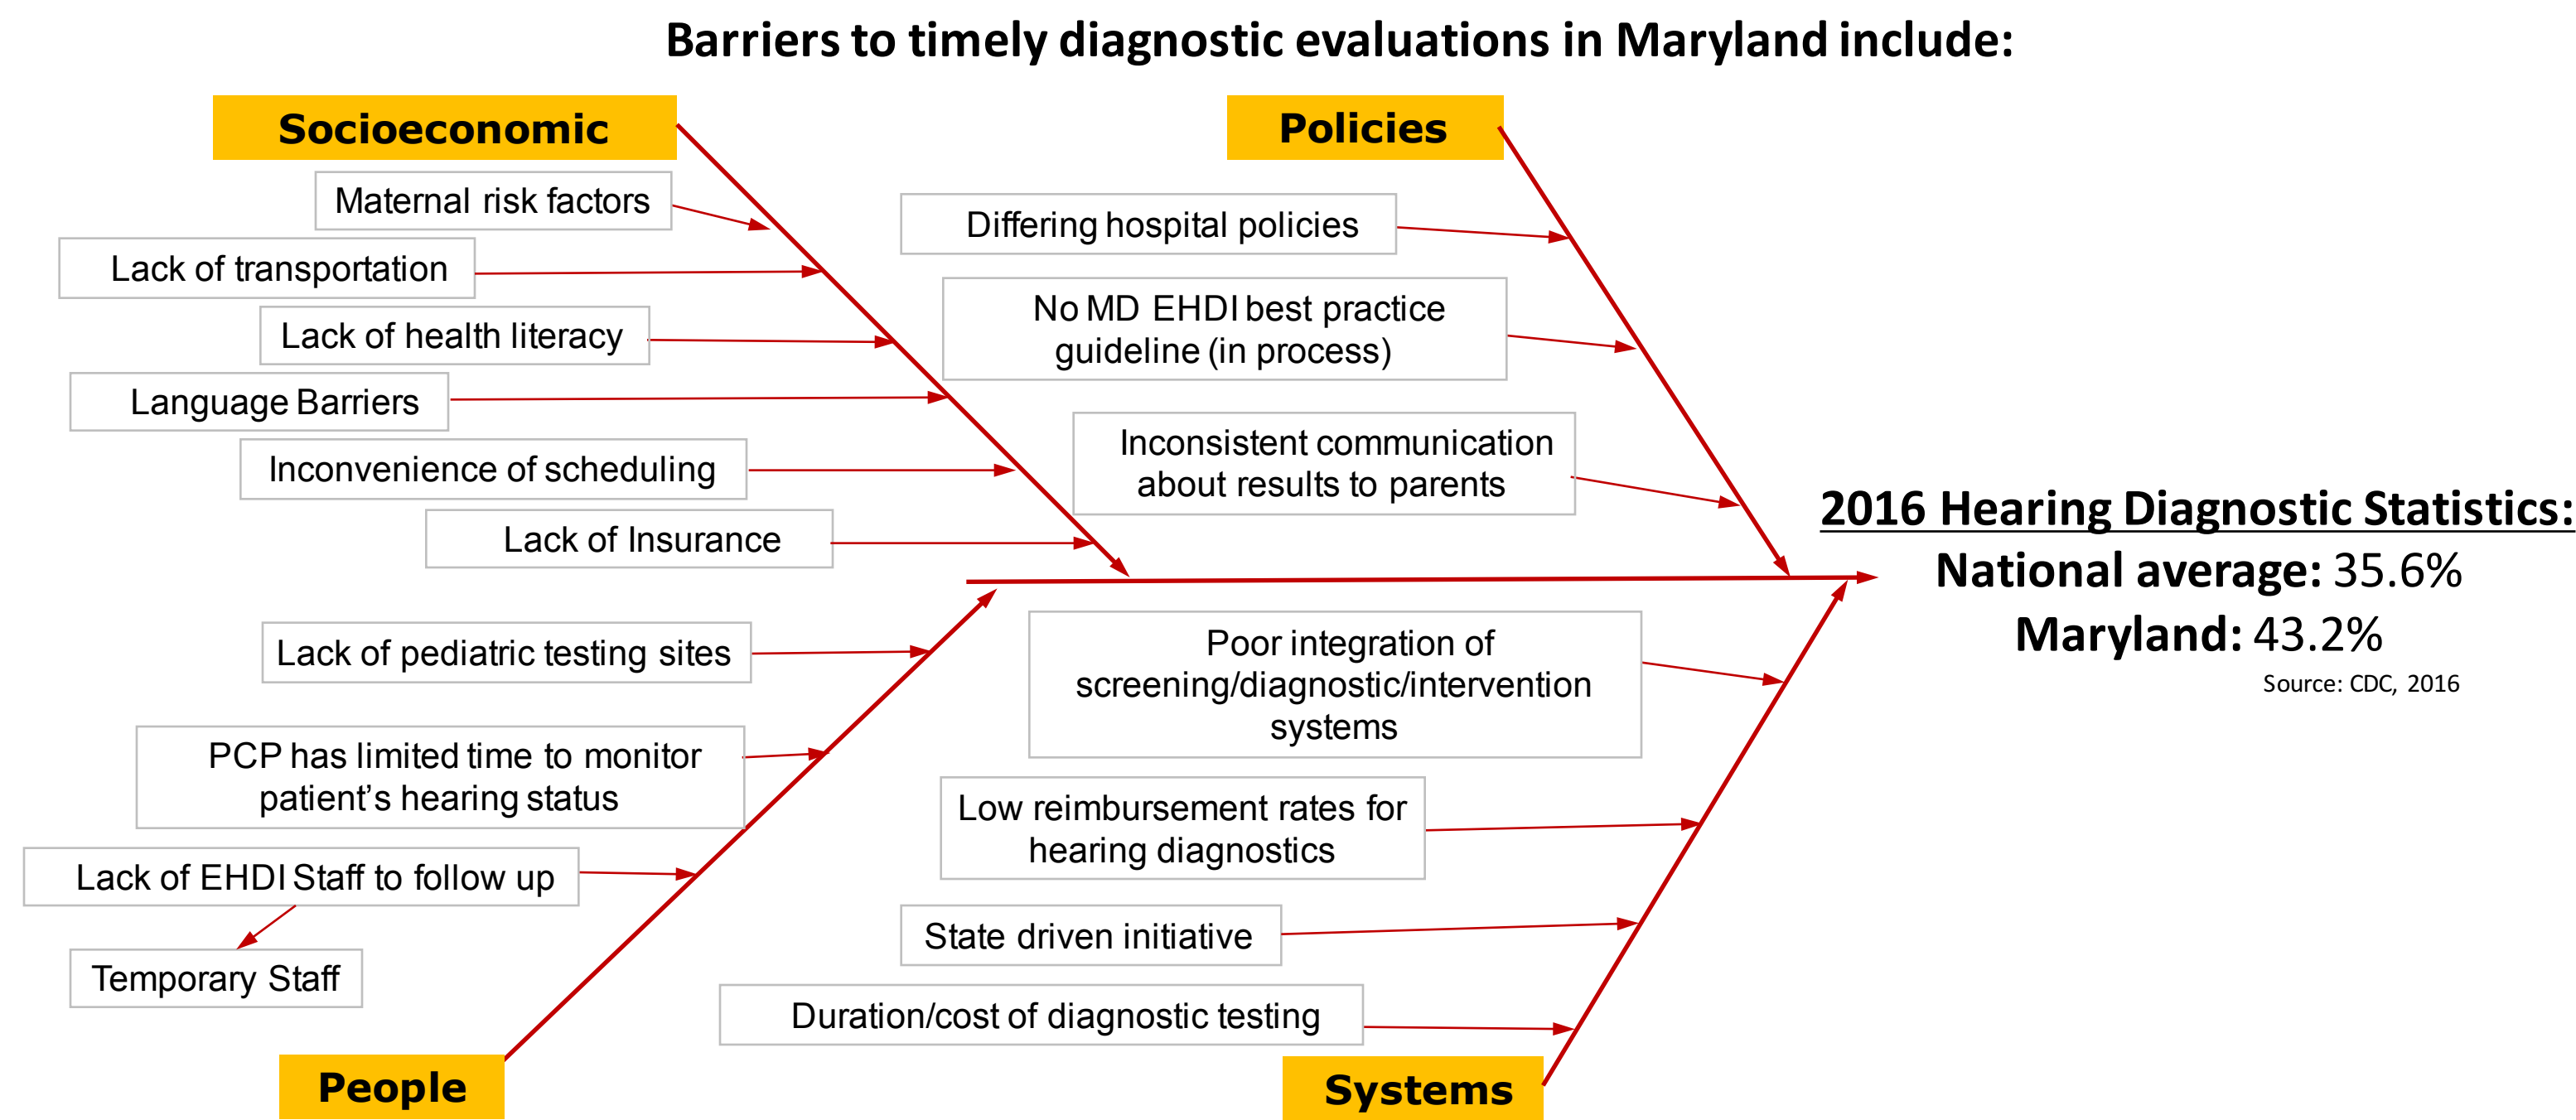 Barriers to timely diagnostic evaluations in Maryland include:
Socioeconomic
Maternal risk factors
Lack of transportation
Lack of health literacy
Language Barriers
Inconvenience of scheduling
Lack of Insurance
Policies
Differing hospital policies
No MD EHDI best practice
guideline (in process)
Inconsistent communication
about results to parents
2016 Hearing Diagnostic Statistics:
National average: 35.6%
Maryland: 43.2%
Source: CDC, 2016
Lack of pediatric testing sites
PCP has limited time to monitor
patient’s hearing status
Lack of EHDI Staff to follow up
Temporary Staff
People
Poor integration of
screening/diagnostic/intervention
systems
Low reimbursement rates for
hearing diagnostics
State driven initiative
Duration/cost of diagnostic testing
Systems